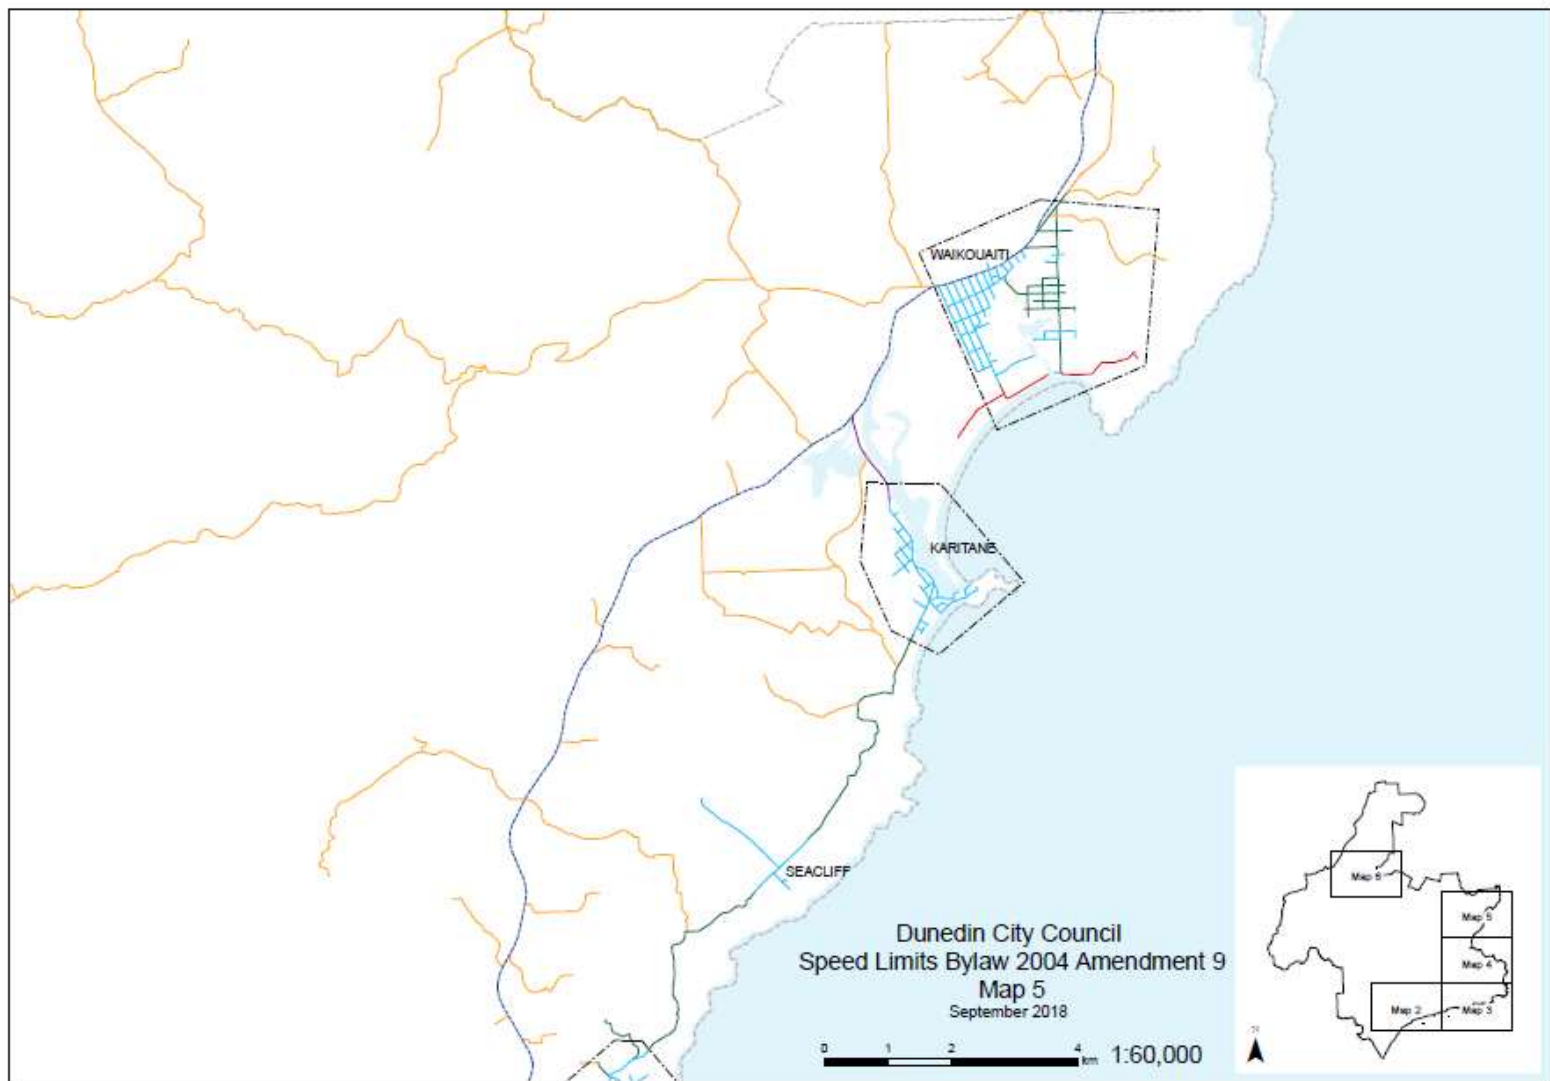 WAIKOUAITI
KARITANE
SEACLIFF
Dunedin City Council
Speed Limits Bylaw 2004 Amendment 9
Map 5
September 2018
0 1 2 4 km
1:60,000
Map 6
Map 5
Map 4
Map 2
Map 3
N